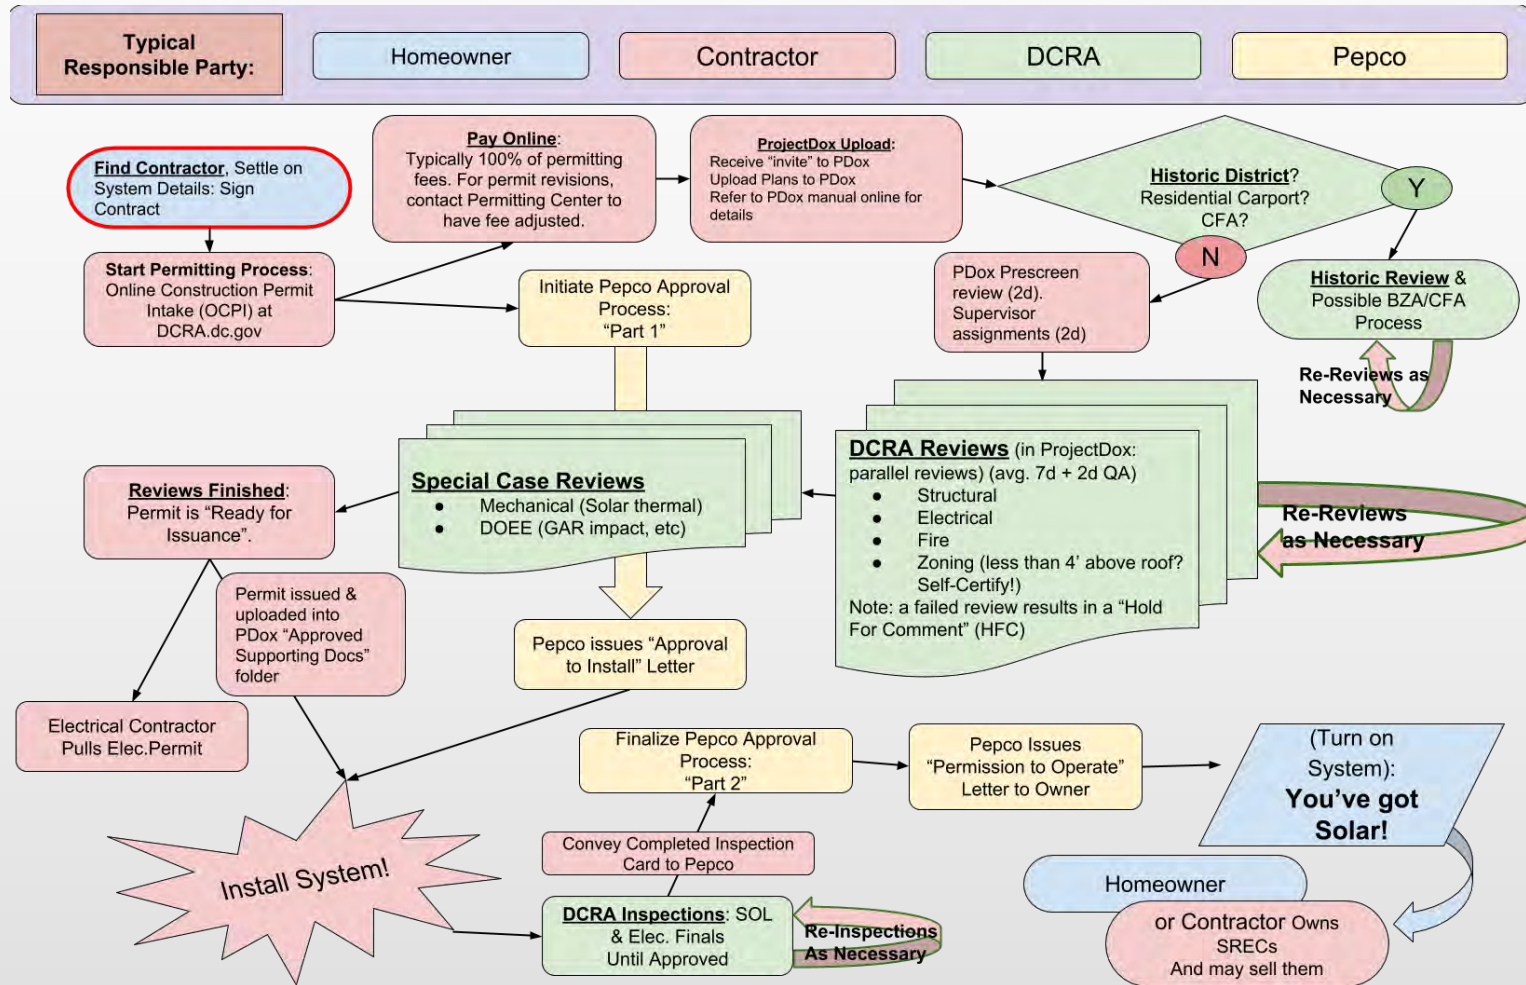 Typical
Responsible Party:
Homeowner
Contractor
DCRA
Pepco
Find Contractor, Settle on
System Details: Sign
Contract
Start Permitting Process:
Online Construction Permit
Intake (OCPI) at
DCRA.dc.gov
Pay Online:
Typically 100% of permitting
fees. For permit revisions,
contact Permitting Center to
have fee adjusted.
ProjectDox Upload:
Receive “invite” to PDox
Upload Plans to PDox
Refer to PDox manual online for
details
Historic District?
Residential Carport?
CFA?
Y
N
Historic Review &
Possible BZA/CFA
Process
Re-Reviews as
Necessary
PDox Prescreen
review (2d).
Supervisor
assignments (2d)
Initiate Pepco Approval
Process:
“Part 1”
DCRA Reviews (in ProjectDox:
parallel reviews) (avg. 7d + 2d QA)
● Structural
● Electrical
● Fire
● Zoning (less than 4’ above roof?
Self-Certify!)
Note: a failed review results in a “Hold
For Comment” (HFC)
Re-Reviews
as Necessary
Special Case Reviews
● Mechanical (Solar thermal)
● DOEE (GAR impact, etc)
Reviews Finished:
Permit is “Ready for
Issuance”.
Permit issued &
uploaded into
PDox “Approved
Supporting Docs”
folder
Electrical Contractor
Pulls Elec.Permit
Pepco issues “Approval
to Install” Letter
Install System!
DCRA Inspections: SOL
& Elec. Finals
Until Approved
Re-Inspections
As Necessary
Convey Completed Inspection
Card to Pepco
Finalize Pepco Approval
Process:
“Part 2”
Pepco Issues
“Permission to Operate”
Letter to Owner
(Turn on
System):
You’ve got
Solar!
Homeowner
or Contractor Owns
SRECs
And may sell them